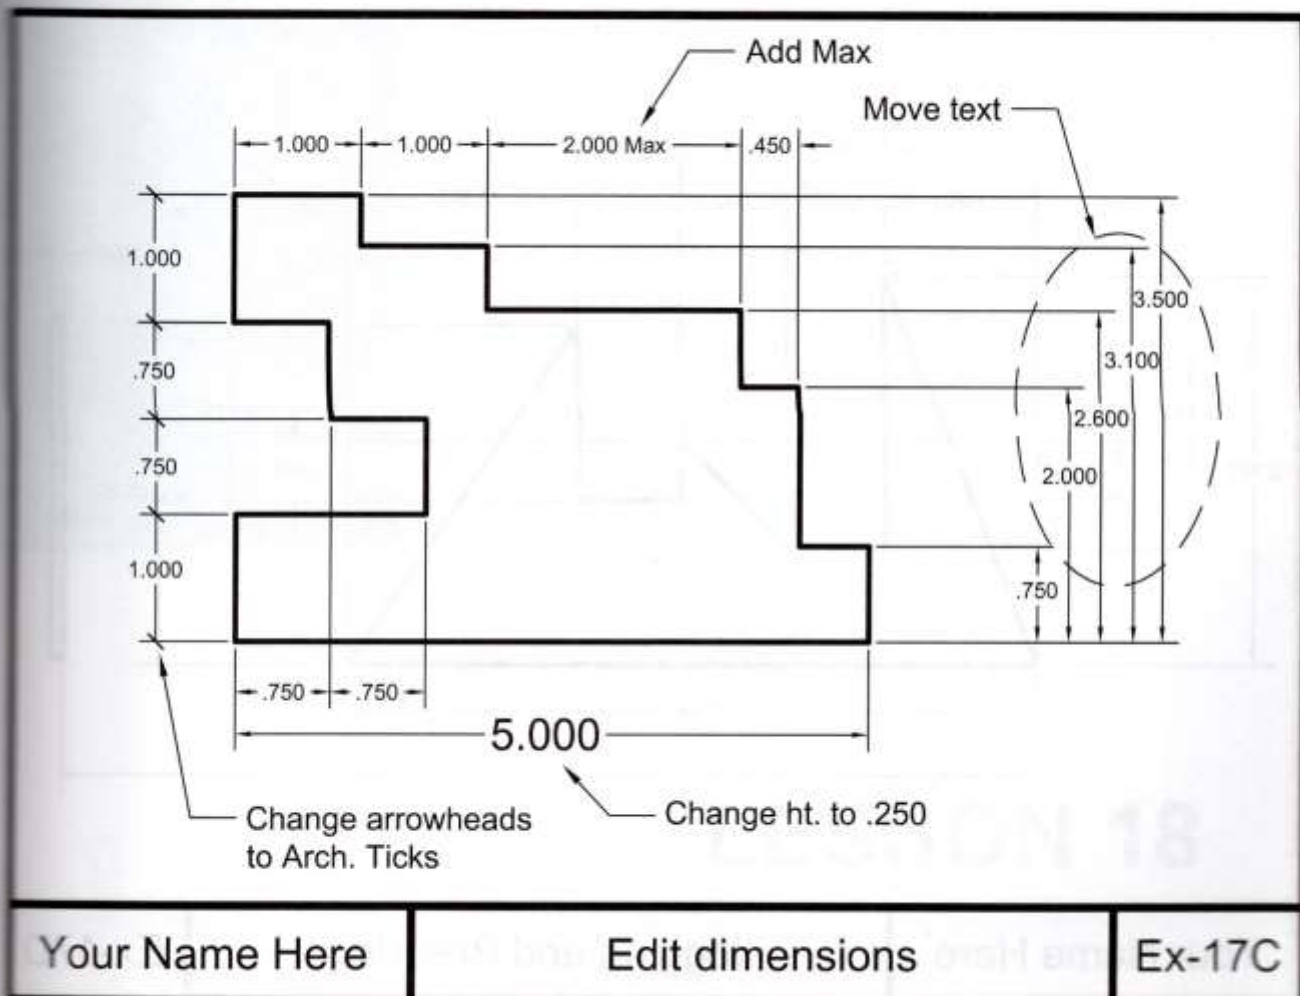 Add Max
Move text
1.000
1.000
2.000 Max
.450
1.000
.750
.750
1.000
3.500
3.100
2.600
2.000
.750
.750
.750
5.000
Change arrowheads
to Arch. Ticks
Change ht. to .250
LESSON 18
Your Name Here
Edit dimensions
Ex-17C